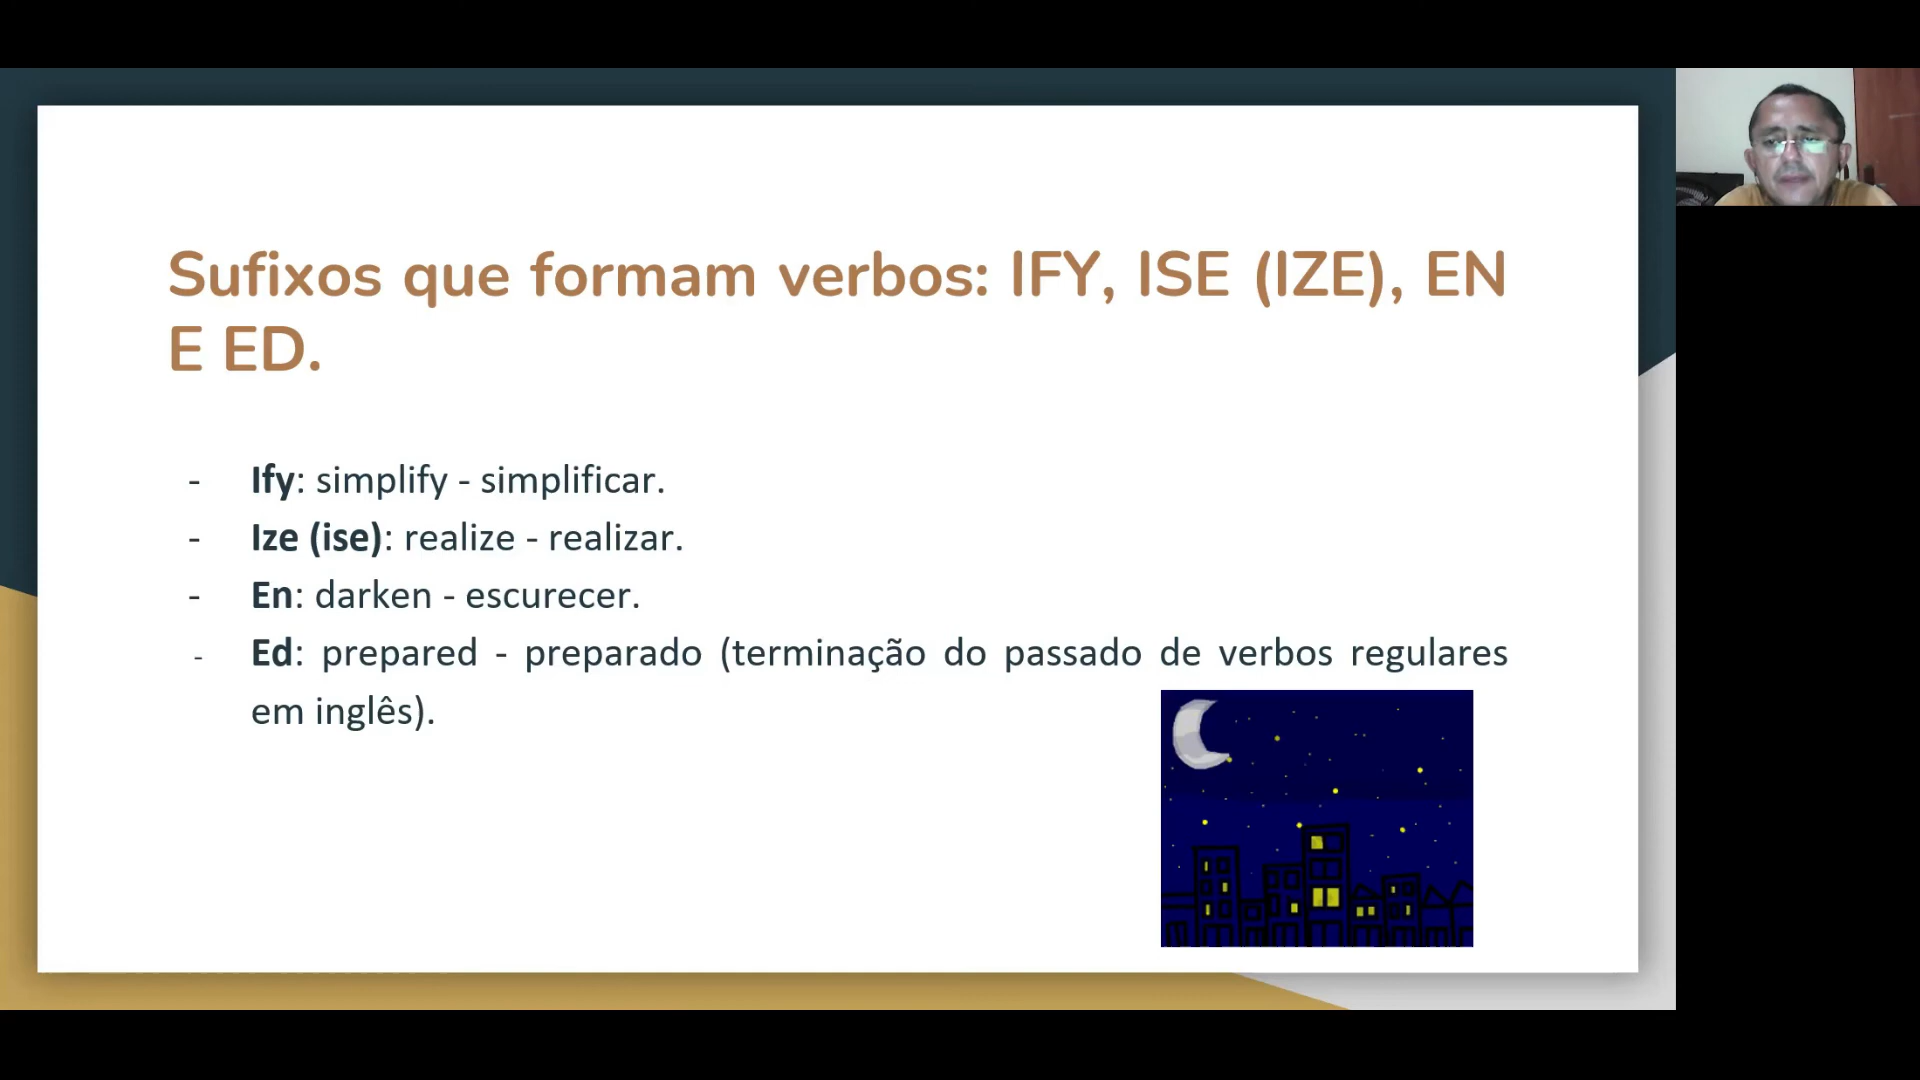 Sufixos que formam verbos: IFY, ISE (IZE), EN
E ED.
- Ify: simplify - simplificar.
- Ize (ise): realize - realizar.
- En: darken - escurecer.
- Ed: prepared - preparado (terminação do passado de verbos regulares
em inglês).